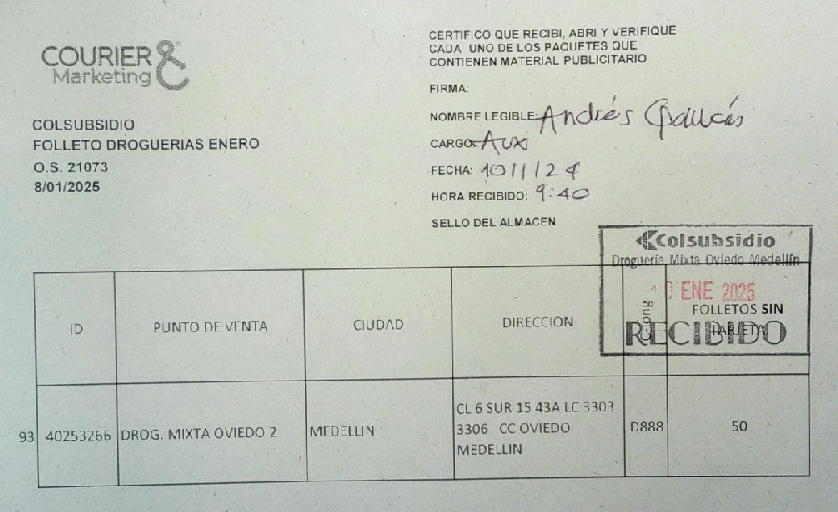 COURIER &
Marketing
COLSUBSIDIO
FOLLETO DROGUERIAS ENERO
O.S. 21073
8/01/2025
CERTIFICO QUE RECIBI, ABRI Y VERIFIQUE
CADA UNO DE LOS PAQUETES QUE
CONTIENEN MATERIAL PUBLICITARIO
FIRMA:
NOMBRE LEGIBLE: Andrés
CARGO: Aux
FECHA: 10/1/24
HORA RECIBIDO: 9:40
SELLO DEL ALMACEN
Colsubsidio
Droguería Mixta Oviedo Medellín
10 ENE 2025
RECIBIDO
ID PUNTO DE VENTA CIUDAD DIRECCION FOLLETOS SIN
TARJETA
93 40253266 DROG. MIXTA OVIEDO 2 MEDELLIN CL 6 SUR 15 43A LC 3303
3306 CC OVIEDO
MEDELLIN
D888 50